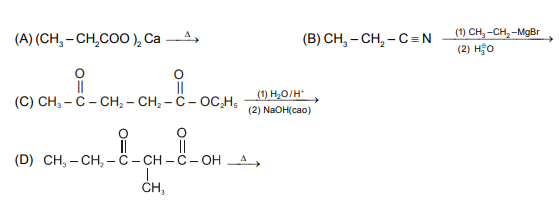 (A) (CH₃ – CH₂COO )₂ Ca —Δ→
(B) CH₃ – CH₂ – C ≡ N (1) CH₃ –CH₂ –MgBr (2) H₃O⊕
(C) CH₃ – C(=O) – CH₂ – CH₂ – C(=O) – OC₂H₅ (1) H₂O/H⁺ (2) NaOH(cao)
(D) CH₃ – CH₂ – C(=O) – CH(CH₃) – C(=O) – OH —Δ→